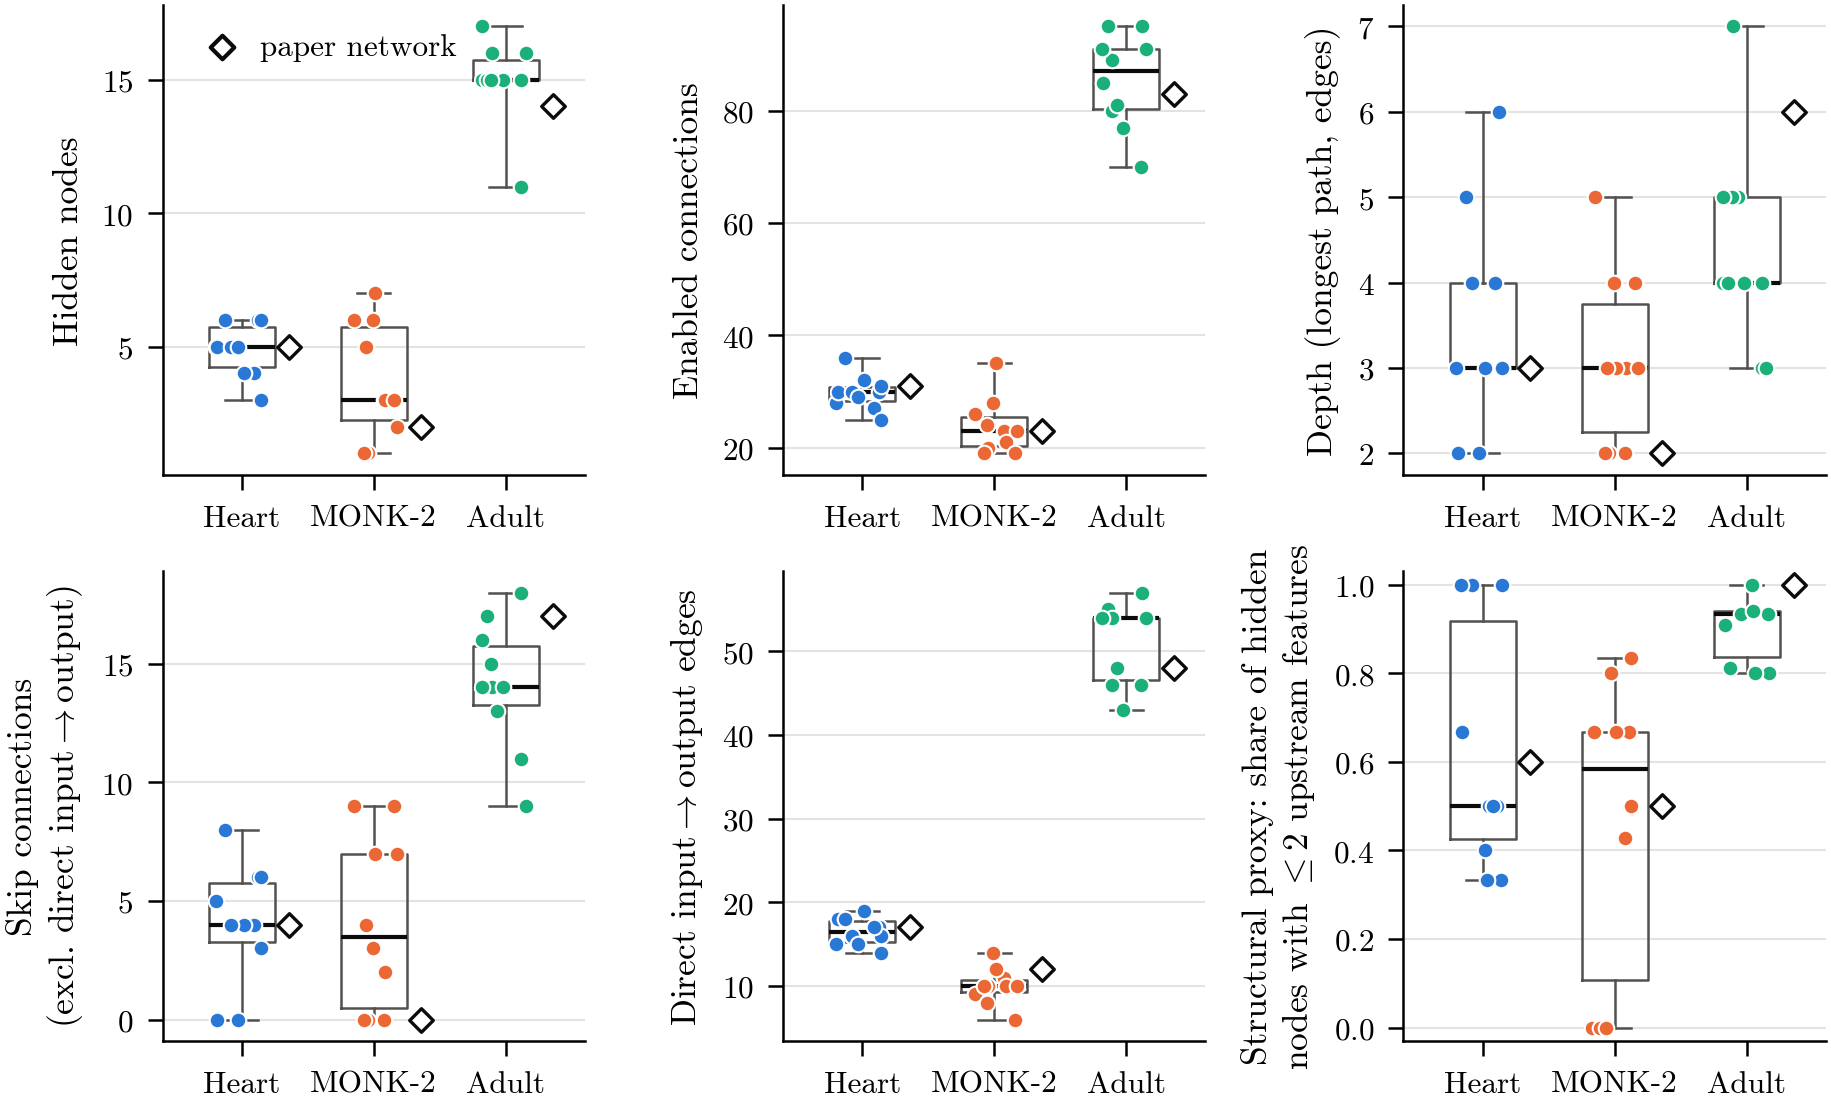 Hidden nodes
15
10
5
paper network
Heart MONK-2 Adult
Enabled connections
80
60
40
20
Heart MONK-2 Adult
Depth (longest path, edges)
7
6
5
4
3
2
Heart MONK-2 Adult
Skip connections
(excl. direct input→output)
15
10
5
0
Heart MONK-2 Adult
Direct input→output edges
50
40
30
20
10
Heart MONK-2 Adult
Structural proxy: share of hidden
nodes with ≤2 upstream features
1.0
0.8
0.6
0.4
0.2
0.0
Heart MONK-2 Adult